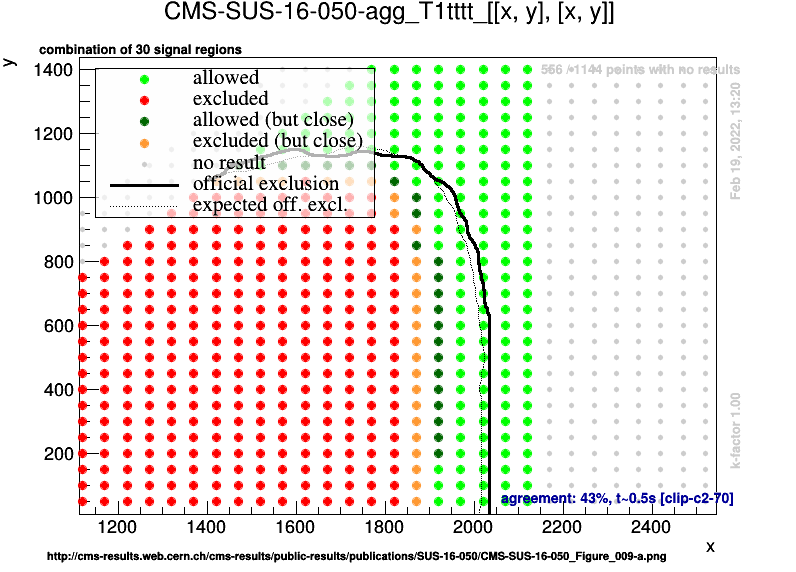 CMS-SUS-16-050-agg_T1tttt_[[x, y], [x, y]]
combination of 30 signal regions
y
556 / 1144 points with no results
allowed
excluded
allowed (but close)
excluded (but close)
no result
official exclusion
expected off. excl.
1400
1200
1000
800
600
400
200
Feb 19, 2022, 13:20
k-factor 1.00
agreement: 43%, t~0.5s [clip-c2-70]
1200 1400 1600 1800 2000 2200 2400
x
http://cms-results.web.cern.ch/cms-results/public-results/publications/SUS-16-050/CMS-SUS-16-050_Figure_009-a.png